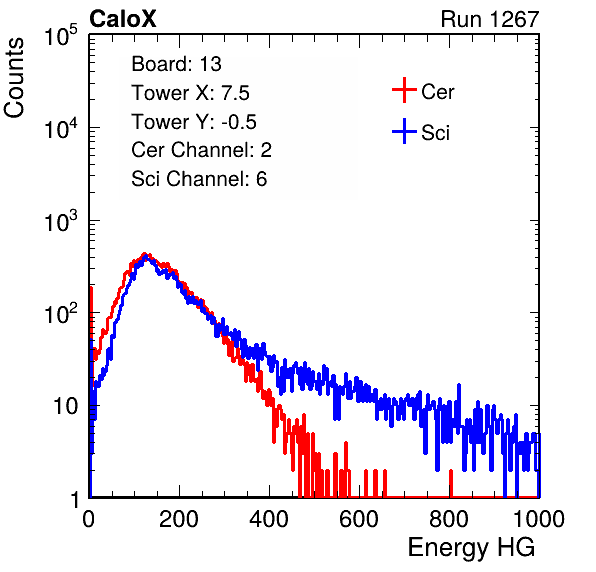 CaloX Run 1267
Counts
10^5
10^4
10^3
10^2
10
1
Board: 13
Tower X: 7.5
Tower Y: -0.5
Cer Channel: 2
Sci Channel: 6
Cer
Sci
0 200 400 600 800 1000
Energy HG